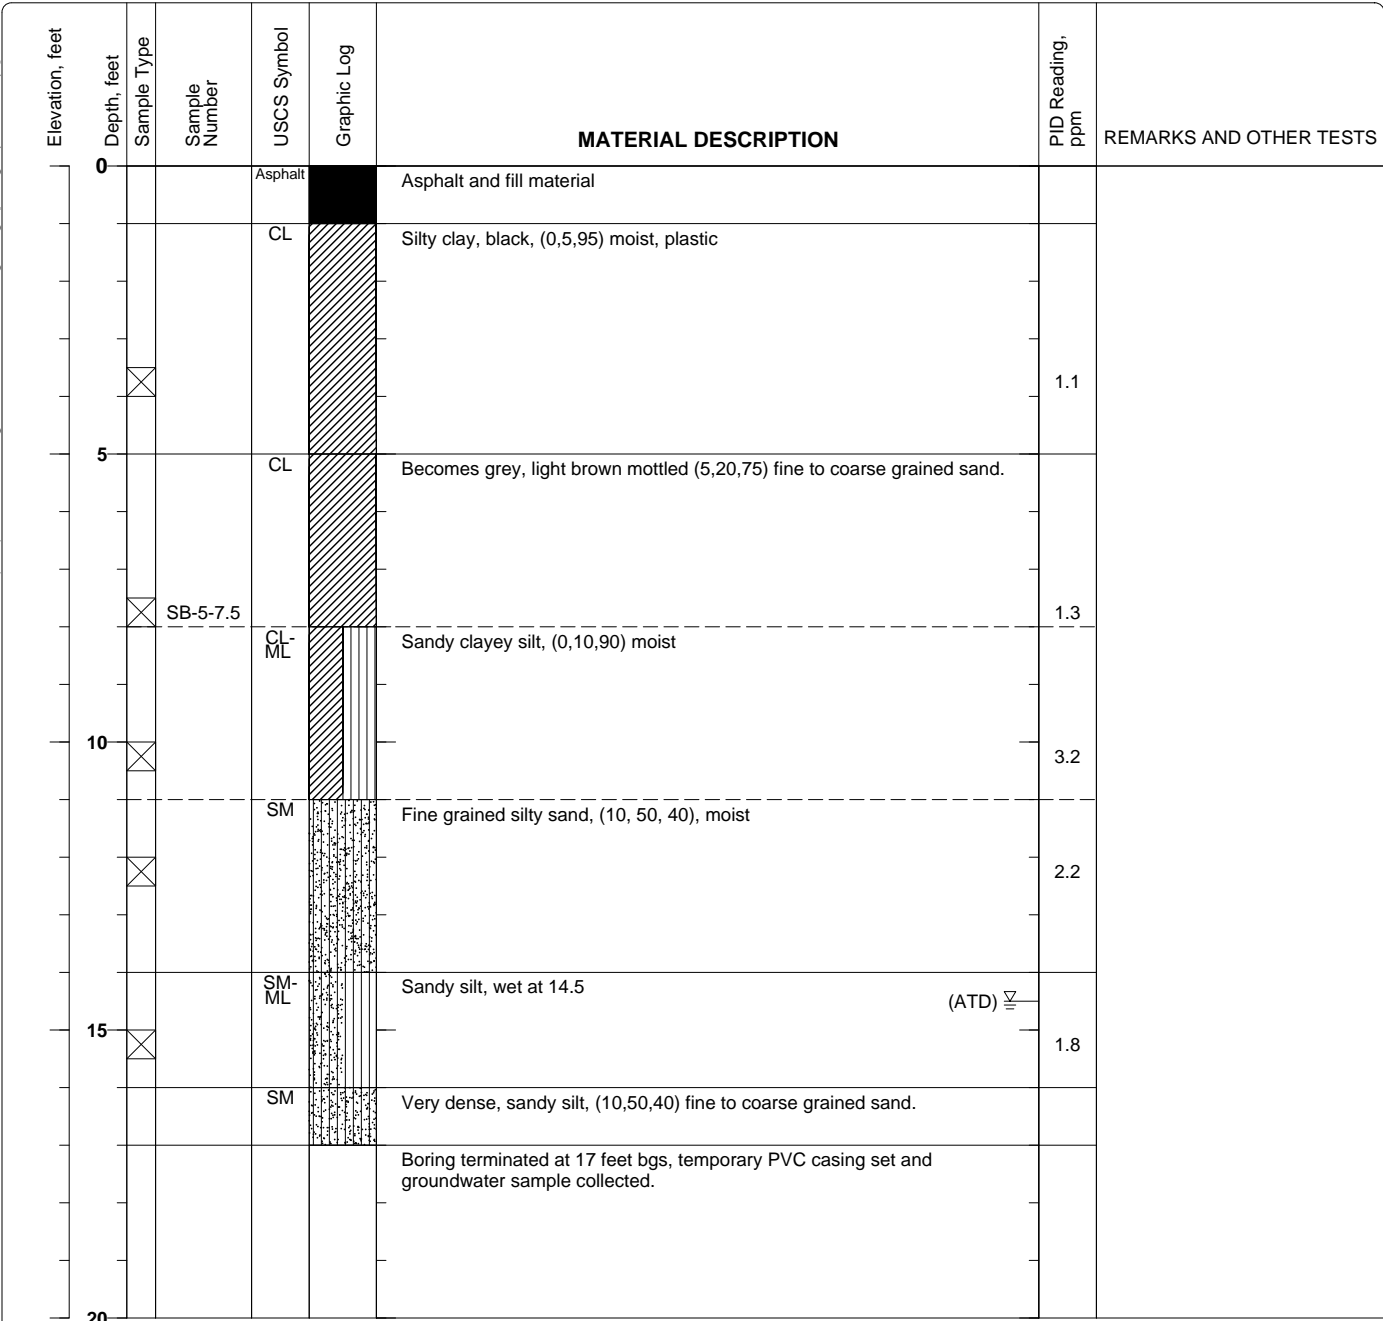 Elevation, feet
Depth, feet
Sample Type
Sample
Number
USCS Symbol
Graphic Log
MATERIAL DESCRIPTION
PID Reading,
ppm
REMARKS AND OTHER TESTS
0
Asphalt
Asphalt and fill material
CL
Silty clay, black, (0,5,95) moist, plastic
1.1
5
CL
Becomes grey, light brown mottled (5,20,75) fine to coarse grained sand.
SB-5-7.5
1.3
CL-
ML
Sandy clayey silt, (0,10,90) moist
10
3.2
SM
Fine grained silty sand, (10, 50, 40), moist
2.2
SM-
ML
Sandy silt, wet at 14.5
(ATD)
15
1.8
SM
Very dense, sandy silt, (10,50,40) fine to coarse grained sand.
Boring terminated at 17 feet bgs, temporary PVC casing set and
groundwater sample collected.
20